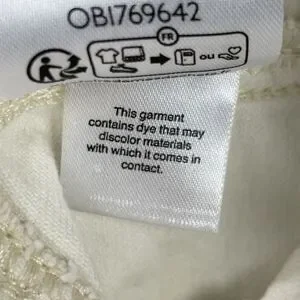 OBI769642
FR
OU
This garment
contains dye that may
discolor materials
with which it comes in
contact.